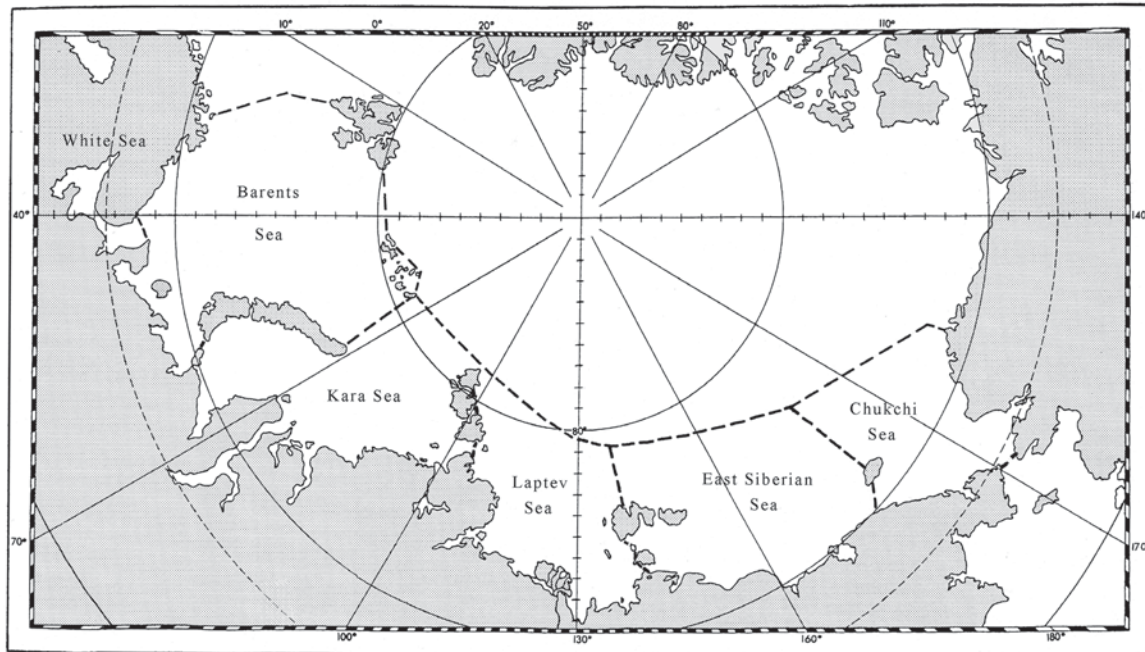 10° 0° 20° 50° 80° 110°
White Sea
Barents
Sea
40° 140°
Kara Sea
Chukchi
Sea
80°
Laptev
Sea
East Siberian
Sea
70° 170°
100° 130° 160° 180°